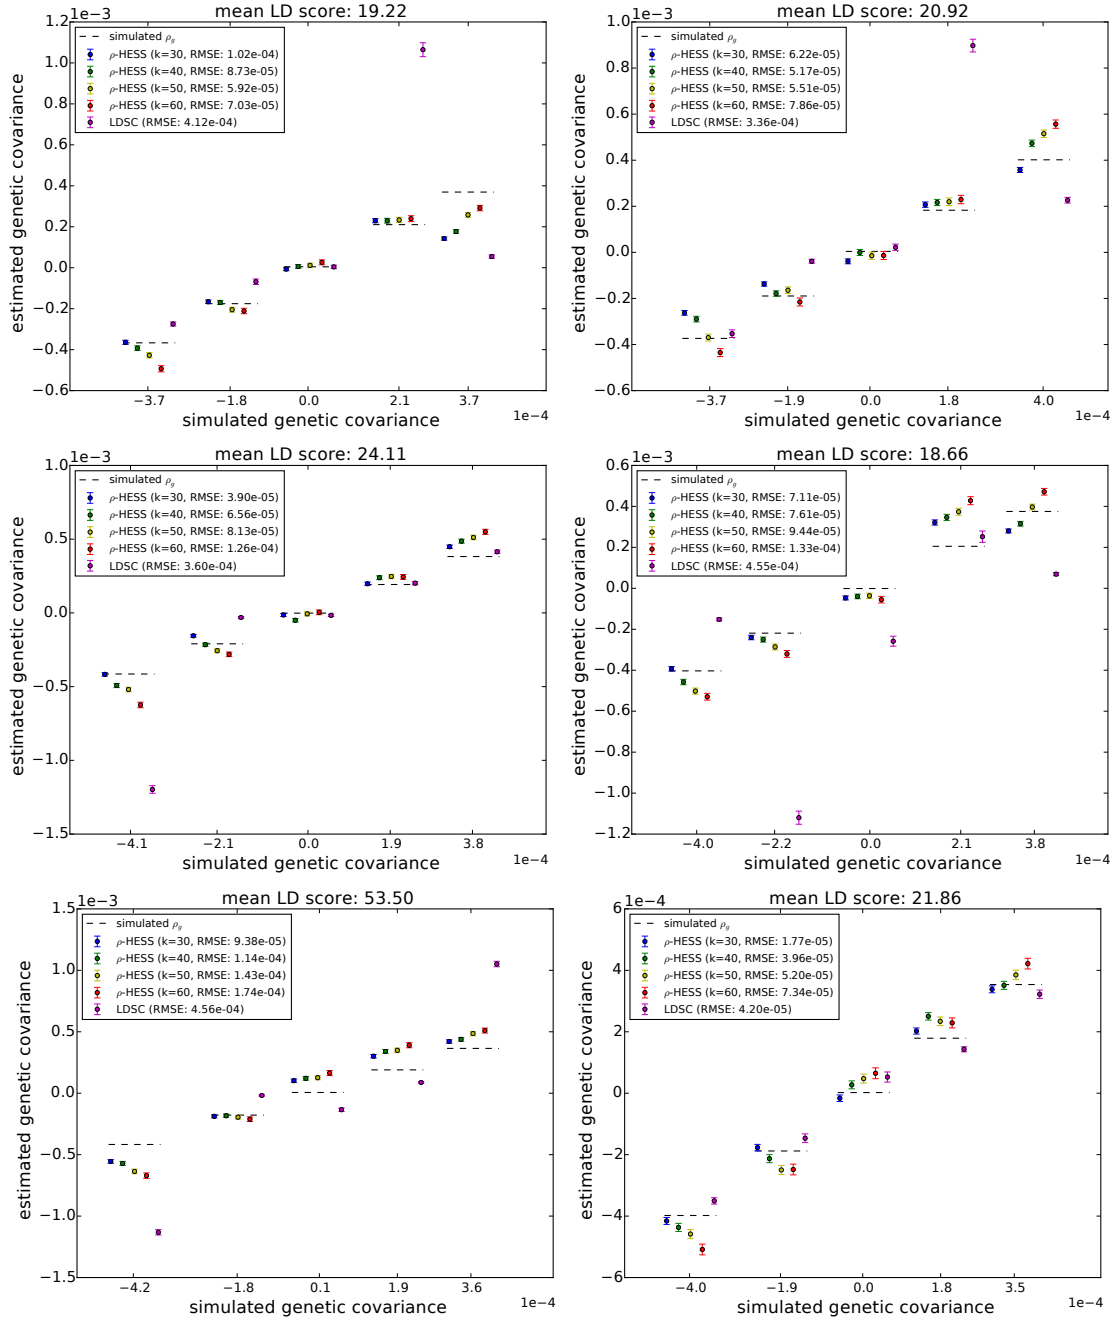 mean LD score: 19.22
1e−3
simulated ρg
ρ-HESS (k=30, RMSE: 1.02e-04)
ρ-HESS (k=40, RMSE: 8.73e-05)
ρ-HESS (k=50, RMSE: 5.92e-05)
ρ-HESS (k=60, RMSE: 7.03e-05)
LDSC (RMSE: 4.12e-04)
1.2
1.0
0.8
0.6
0.4
0.2
0.0
−0.2
−0.4
−0.6
estimated genetic covariance
−3.7 −1.8 0.0 2.1 3.7
1e−4
simulated genetic covariance
mean LD score: 20.92
1e−3
simulated ρg
ρ-HESS (k=30, RMSE: 6.22e-05)
ρ-HESS (k=40, RMSE: 5.17e-05)
ρ-HESS (k=50, RMSE: 5.51e-05)
ρ-HESS (k=60, RMSE: 7.86e-05)
LDSC (RMSE: 3.36e-04)
1.0
0.8
0.6
0.4
0.2
0.0
−0.2
−0.4
−0.6
estimated genetic covariance
−3.7 −1.9 0.0 1.8 4.0
1e−4
simulated genetic covariance
mean LD score: 24.11
1e−3
simulated ρg
ρ-HESS (k=30, RMSE: 3.90e-05)
ρ-HESS (k=40, RMSE: 6.56e-05)
ρ-HESS (k=50, RMSE: 8.13e-05)
ρ-HESS (k=60, RMSE: 1.26e-04)
LDSC (RMSE: 3.60e-04)
1.0
0.5
0.0
−0.5
−1.0
−1.5
estimated genetic covariance
−4.1 −2.1 0.0 1.9 3.8
1e−4
simulated genetic covariance
mean LD score: 18.66
1e−3
simulated ρg
ρ-HESS (k=30, RMSE: 7.11e-05)
ρ-HESS (k=40, RMSE: 7.61e-05)
ρ-HESS (k=50, RMSE: 9.44e-05)
ρ-HESS (k=60, RMSE: 1.33e-04)
LDSC (RMSE: 4.55e-04)
0.6
0.4
0.2
0.0
−0.2
−0.4
−0.6
−0.8
−1.0
−1.2
estimated genetic covariance
−4.0 −2.2 0.0 2.1 3.8
1e−4
simulated genetic covariance
mean LD score: 53.50
1e−3
simulated ρg
ρ-HESS (k=30, RMSE: 9.38e-05)
ρ-HESS (k=40, RMSE: 1.14e-04)
ρ-HESS (k=50, RMSE: 1.43e-04)
ρ-HESS (k=60, RMSE: 1.74e-04)
LDSC (RMSE: 4.56e-04)
1.5
1.0
0.5
0.0
−0.5
−1.0
−1.5
estimated genetic covariance
−4.2 −1.8 0.1 1.9 3.6
1e−4
simulated genetic covariance
mean LD score: 21.86
1e−4
simulated ρg
ρ-HESS (k=30, RMSE: 1.77e-05)
ρ-HESS (k=40, RMSE: 3.96e-05)
ρ-HESS (k=50, RMSE: 5.20e-05)
ρ-HESS (k=60, RMSE: 7.34e-05)
LDSC (RMSE: 4.20e-05)
6
4
2
0
−2
−4
−6
estimated genetic covariance
−4.0 −1.9 0.0 1.8 3.5
1e−4
simulated genetic covariance